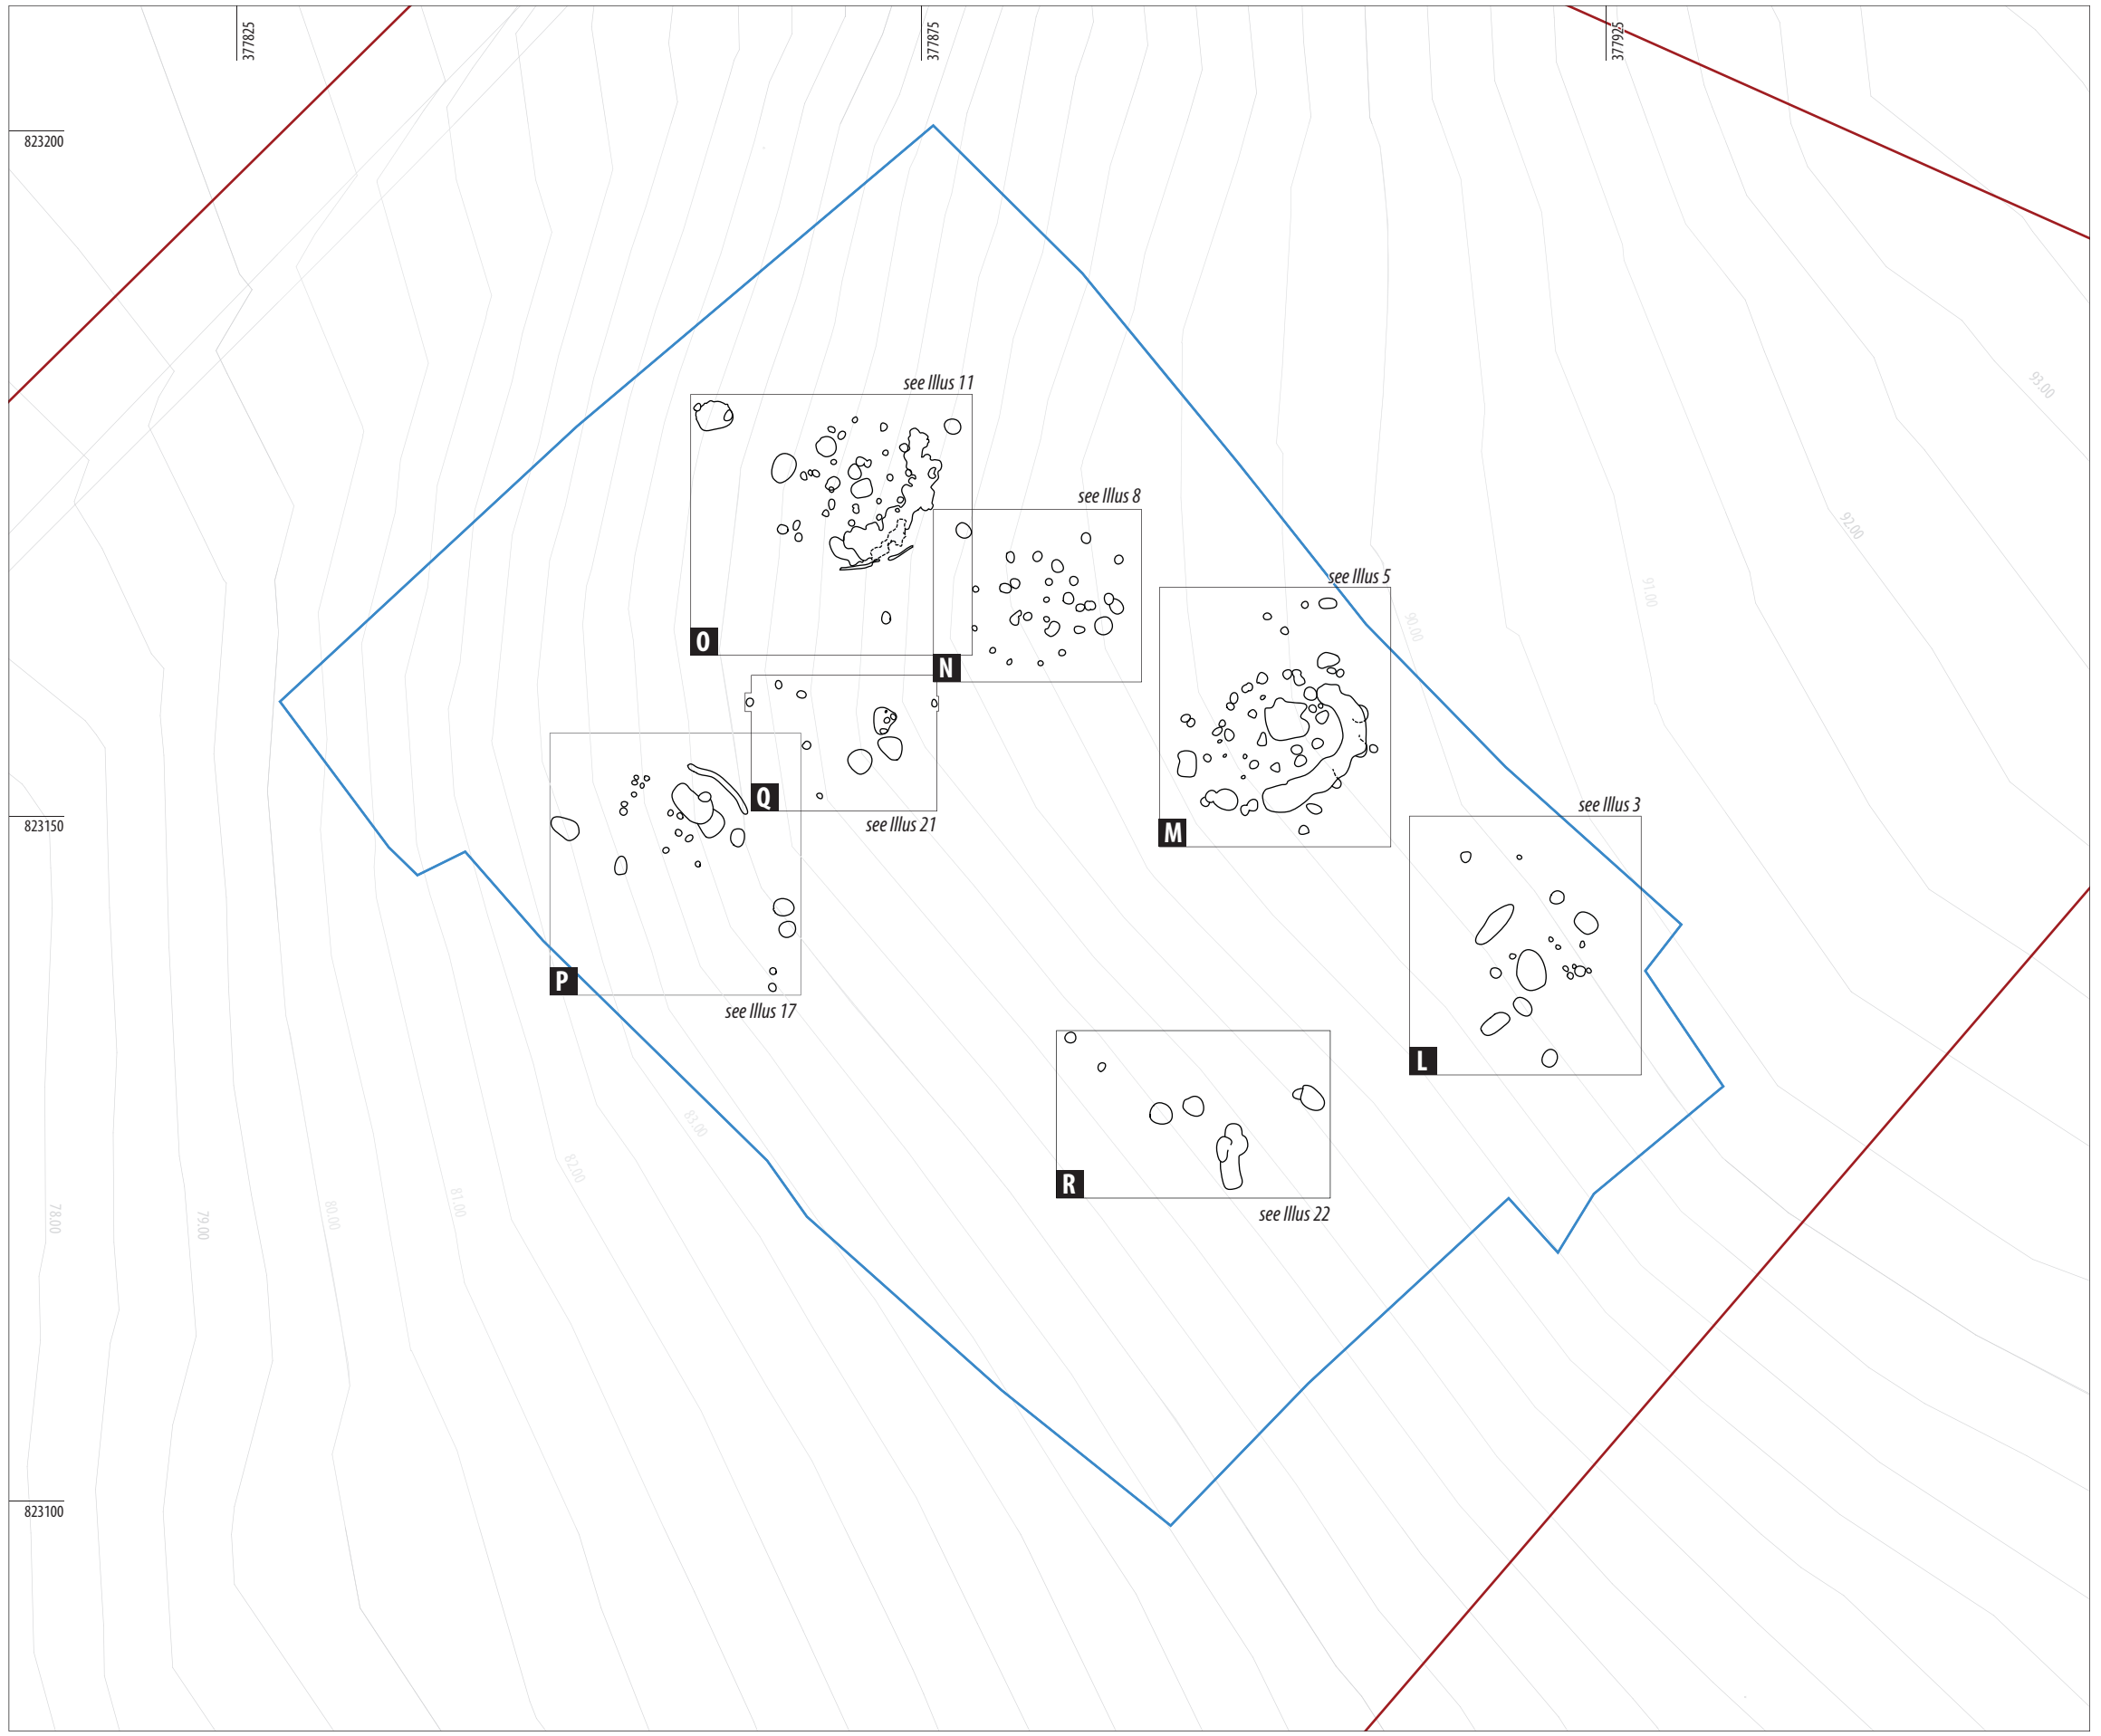 377825
377875
377925
823200
see Illus 11
93.00
see Illus 8
92.00
see Illus 5
91.00
90.00
O
N
Q
see Illus 21
see Illus 3
823150
M
P
see Illus 17
L
83.00
82.00
R
see Illus 22
81.00
80.00
79.00
78.00
823100